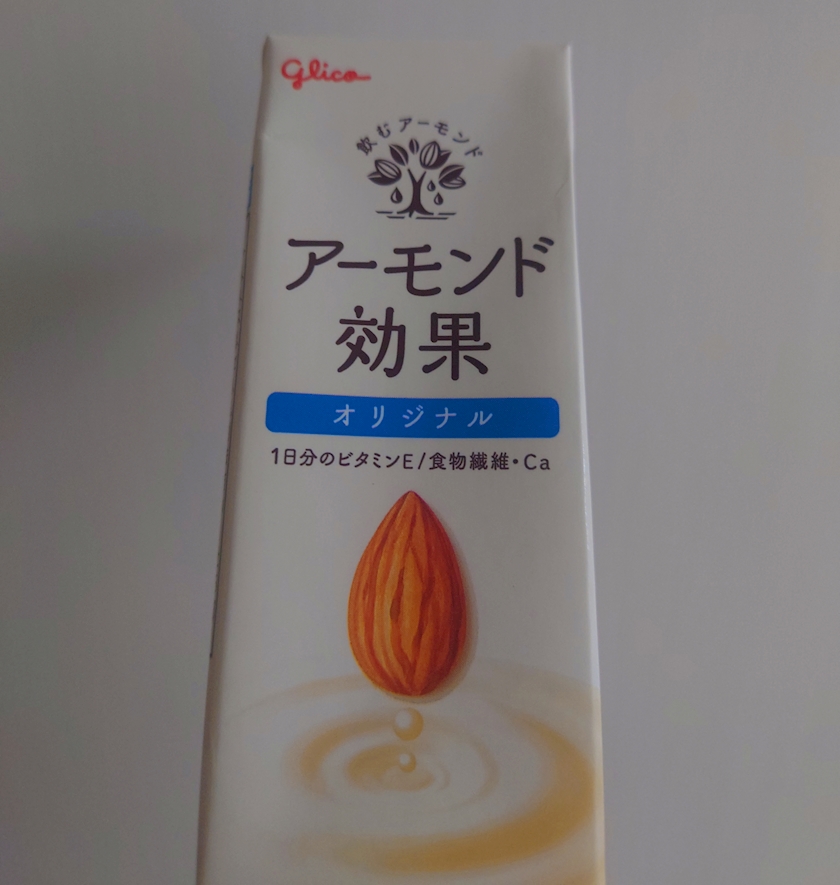 Glico
飲むアーモンド
アーモンド
効果
オリジナル
1日分のビタミンE/食物繊維・Ca